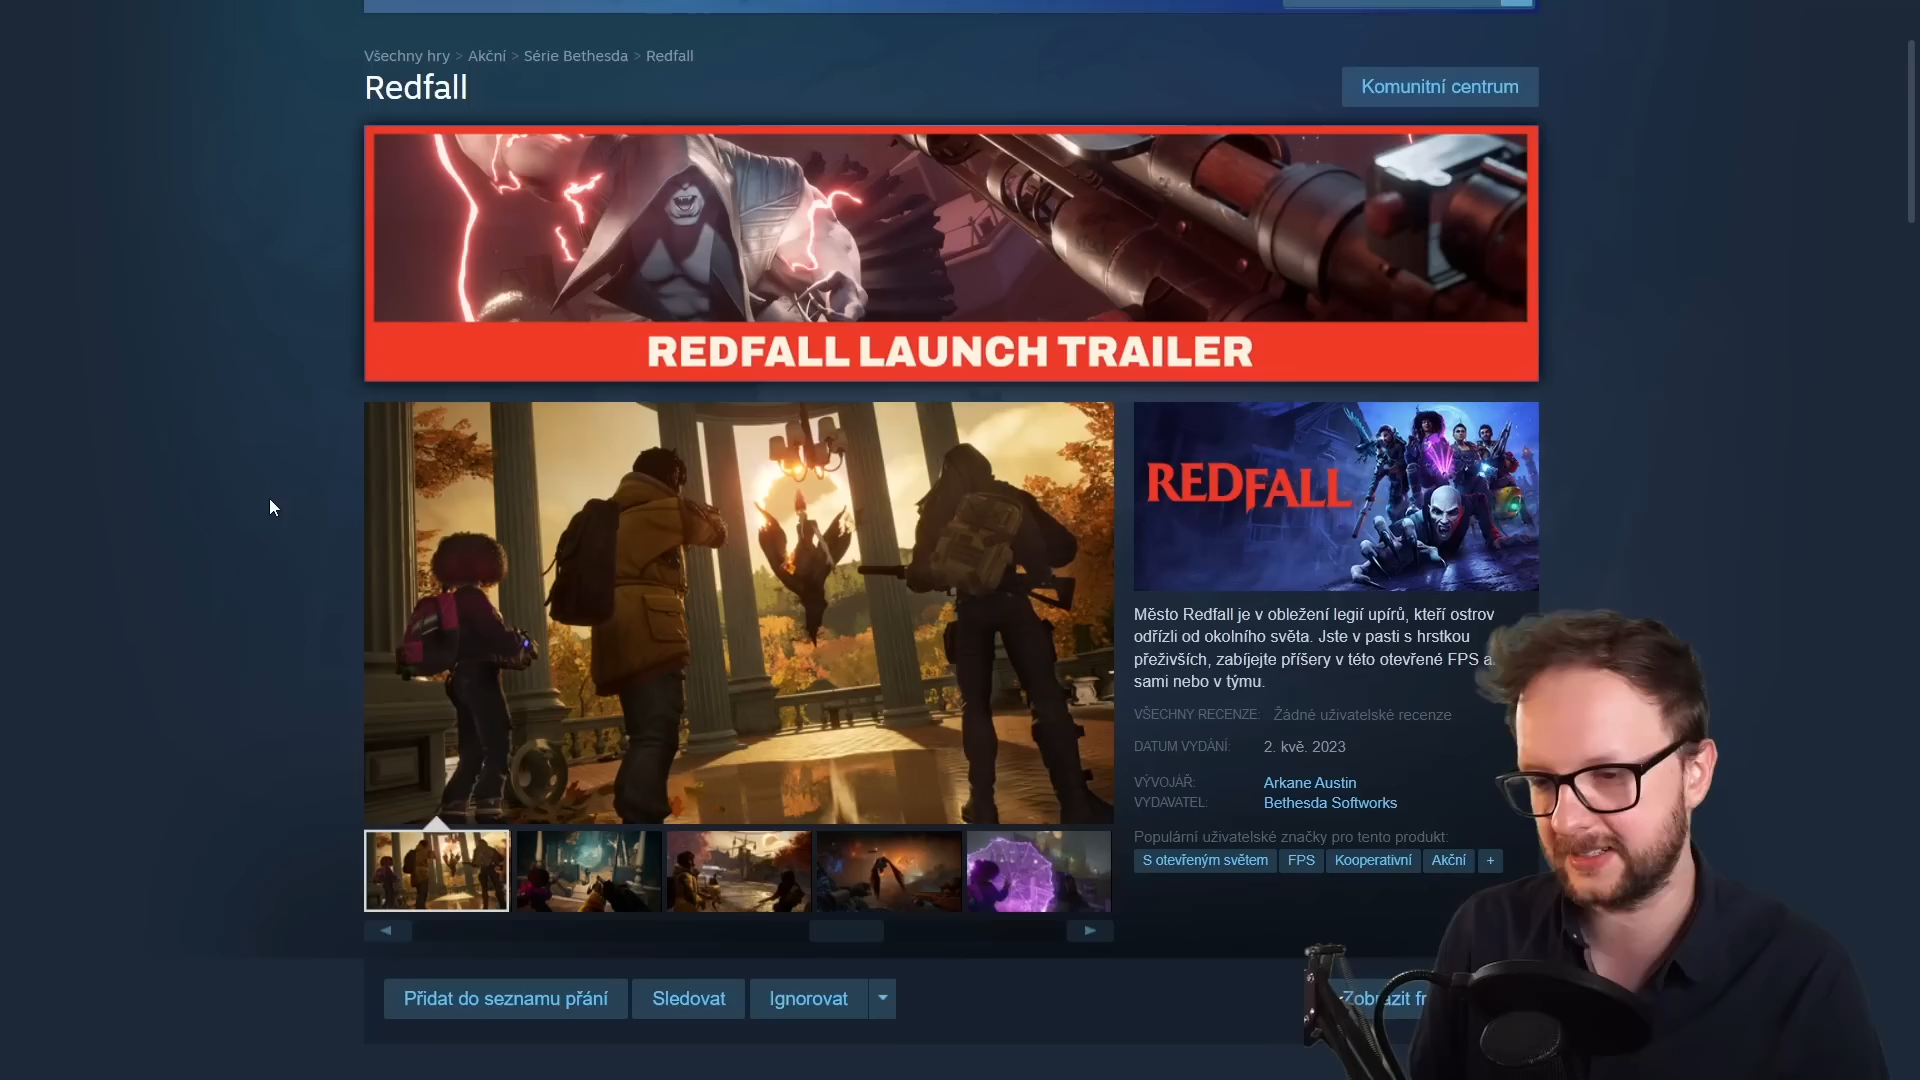 Všechny hry > Akční > Série Bethesda > Redfall
Redfall
Komunitní centrum
REDFALL LAUNCH TRAILER
REDFALL
Město Redfall je v obležení legií upírů, kteří ostrov
odřízli od okolního světa. Jste v pasti s hrstkou
přeživších, zabíjejte příšery v této otevřené FPS a
sami nebo v týmu.
VŠECHNY RECENZE: Žádné uživatelské recenze
DATUM VYDÁNÍ: 2. kvě. 2023
VÝVOJÁŘ: Arkane Austin
VYDAVATEL: Bethesda Softworks
Populární uživatelské značky pro tento produkt:
S otevřeným světem FPS Kooperativní Akční +
Přidat do seznamu přání Sledovat Ignorovat Zobrazit fr